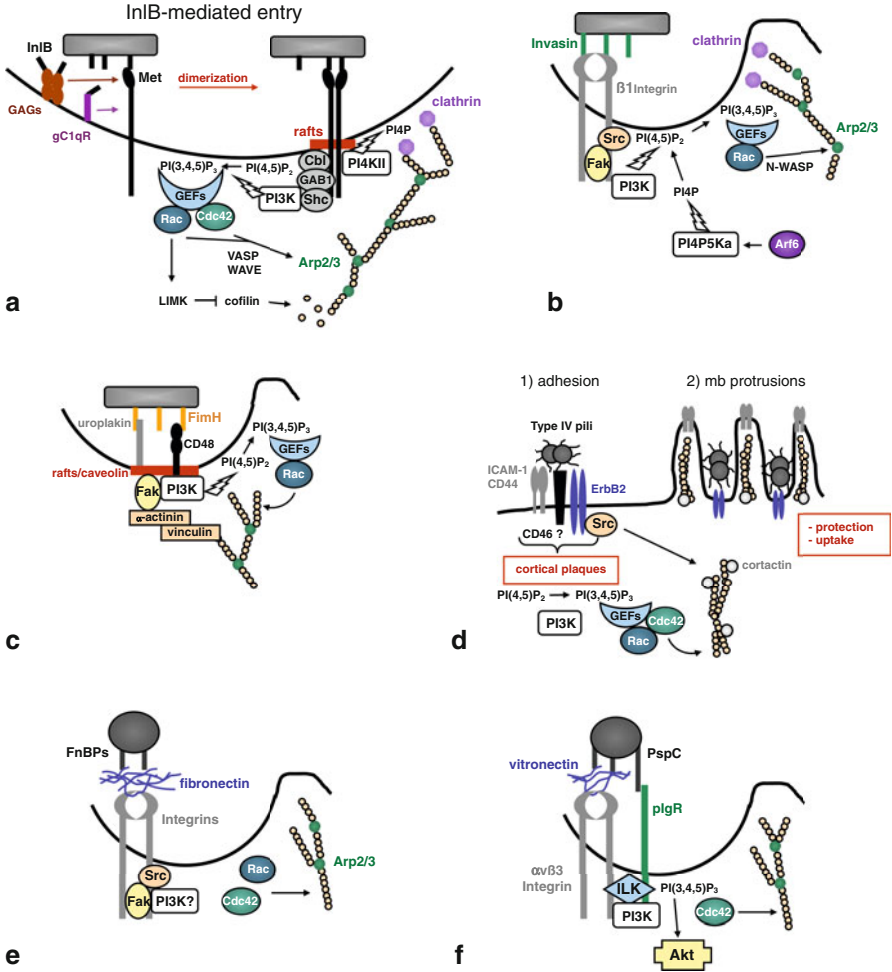 InlB-mediated entry
InlB
GAGs
gC1qR
Met
dimerization
rafts
clathrin
PI4P
PI4KII
Cbl
GAB1
Shc
PI3K
PI(4,5)P2
PI(3,4,5)P3
GEFs
Rac
Cdc42
VASP
WAVE
Arp2/3
LIMK
cofilin
a
Invasin
clathrin
ß1Integrin
Src
Fak
PI(4,5)P2
PI3K
PI(3,4,5)P3
GEFs
Rac
N-WASP
Arp2/3
PI4P
PI4P5Ka
Arf6
b
uroplakin
FimH
CD48
rafts/caveolin
Fak
PI3K
PI(4,5)P2
PI(3,4,5)P3
GEFs
Rac
α-actinin
vinculin
c
1) adhesion
2) mb protrusions
Type IV pili
ICAM-1
CD44
ErbB2
Src
CD46 ?
cortical plaques
- protection
- uptake
cortactin
PI(4,5)P2
PI(3,4,5)P3
PI3K
GEFs
Cdc42
Rac
d
FnBPs
fibronectin
Integrins
Src
Fak
PI3K?
Rac
Cdc42
Arp2/3
e
PspC
vitronectin
pIgR
αvß3
Integrin
ILK
PI3K
PI(3,4,5)P3
Cdc42
Akt
f